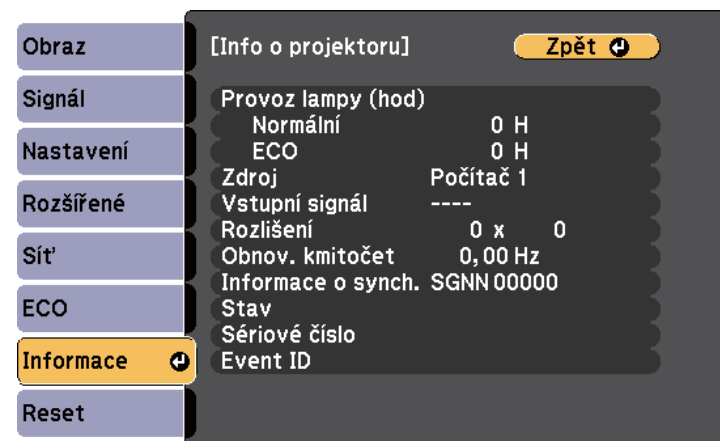 Obraz
Signál
Nastavení
Rozšířené
Síť
ECO
Informace
Reset
[Info o projektoru]
Zpět
Provoz lampy (hod)
Normální 0 H
ECO 0 H
Zdroj Počítač 1
Vstupní signál ----
Rozlišení 0 x 0
Obnov. kmitočet 0,00 Hz
Informace o synch. SGNN 00000
Stav
Sériové číslo
Event ID